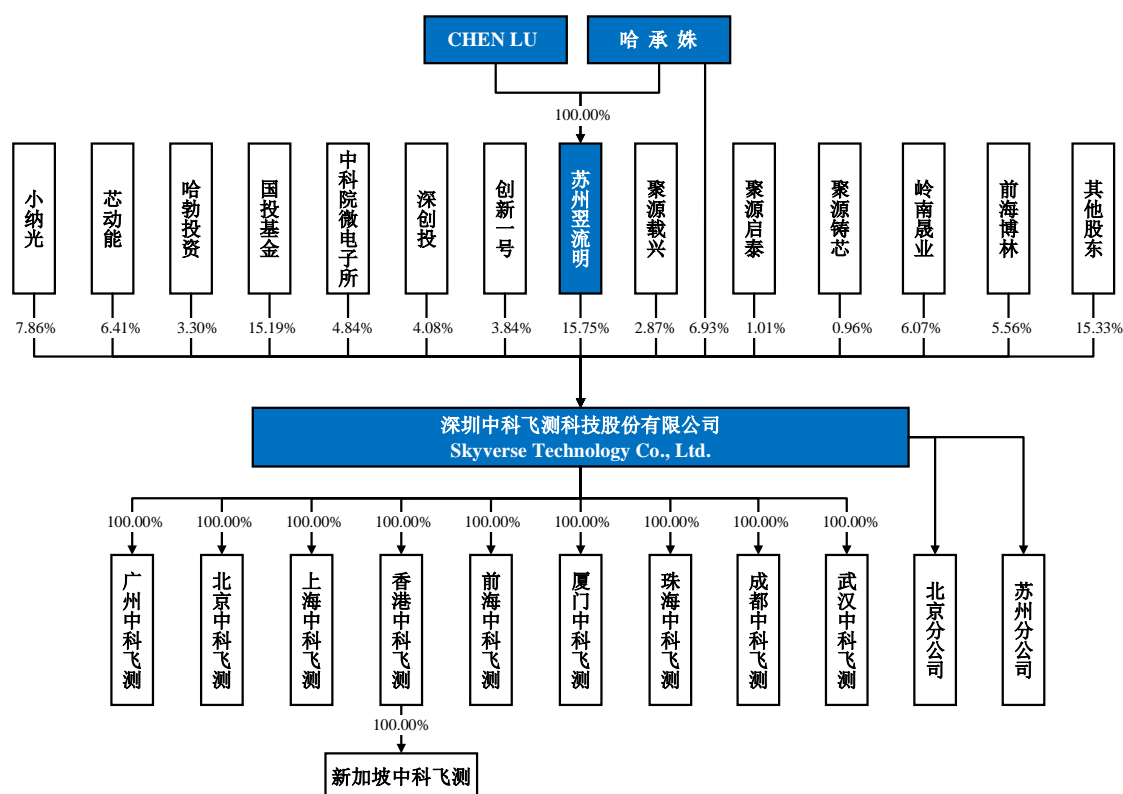 CHEN LU
哈承姝
100.00%
小纳光
芯动能
哈勃投资
国投基金
中科院微电子所
深创投
创新一号
苏州翌流明
聚源载兴
聚源启泰
聚源铸芯
岭南晟业
前海博林
其他股东
7.86%
6.41%
3.30%
15.19%
4.84%
4.08%
3.84%
15.75%
2.87%
6.93%
1.01%
0.96%
6.07%
5.56%
15.33%
深圳中科飞测科技股份有限公司
Skyverse Technology Co., Ltd.
100.00%
100.00%
100.00%
100.00%
100.00%
100.00%
100.00%
100.00%
100.00%
广州中科飞测
北京中科飞测
上海中科飞测
香港中科飞测
前海中科飞测
厦门中科飞测
珠海中科飞测
成都中科飞测
武汉中科飞测
北京分公司
苏州分公司
100.00%
新加坡中科飞测